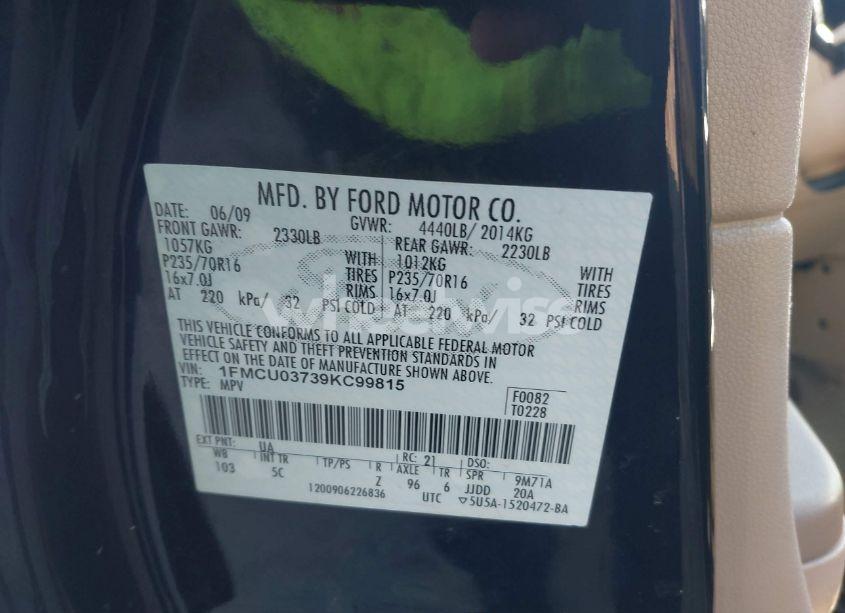 MFD. BY FORD MOTOR CO.
DATE: 06/09 GVWR: 4440LB/ 2014KG
FRONT GAWR: 2330LB REAR GAWR: 2230LB
1057KG WITH 1012KG WITH
P235/70R16 TIRES P235/70R16 TIRES
16x7.0J RIMS 16x7.0J RIMS
AT 220 kPa/ 32 PSI COLD AT 220 kPa/ 32 PSI COLD
THIS VEHICLE CONFORMS TO ALL APPLICABLE FEDERAL MOTOR
VEHICLE SAFETY AND THEFT PREVENTION STANDARDS IN
EFFECT ON THE DATE OF MANUFACTURE SHOWN ABOVE.
VIN: 1FMCU03739KC99815
TYPE: MPV
F0082
T0228
EXT PNT: UA RC: 21 DSO:
WB INT TR TP/PS R AXLE TR SPR 9M71A
103 5C Z 96 6 JJDD 20A
1200906226836 UTC ▽5U5A-1520472-BA
wheelwise